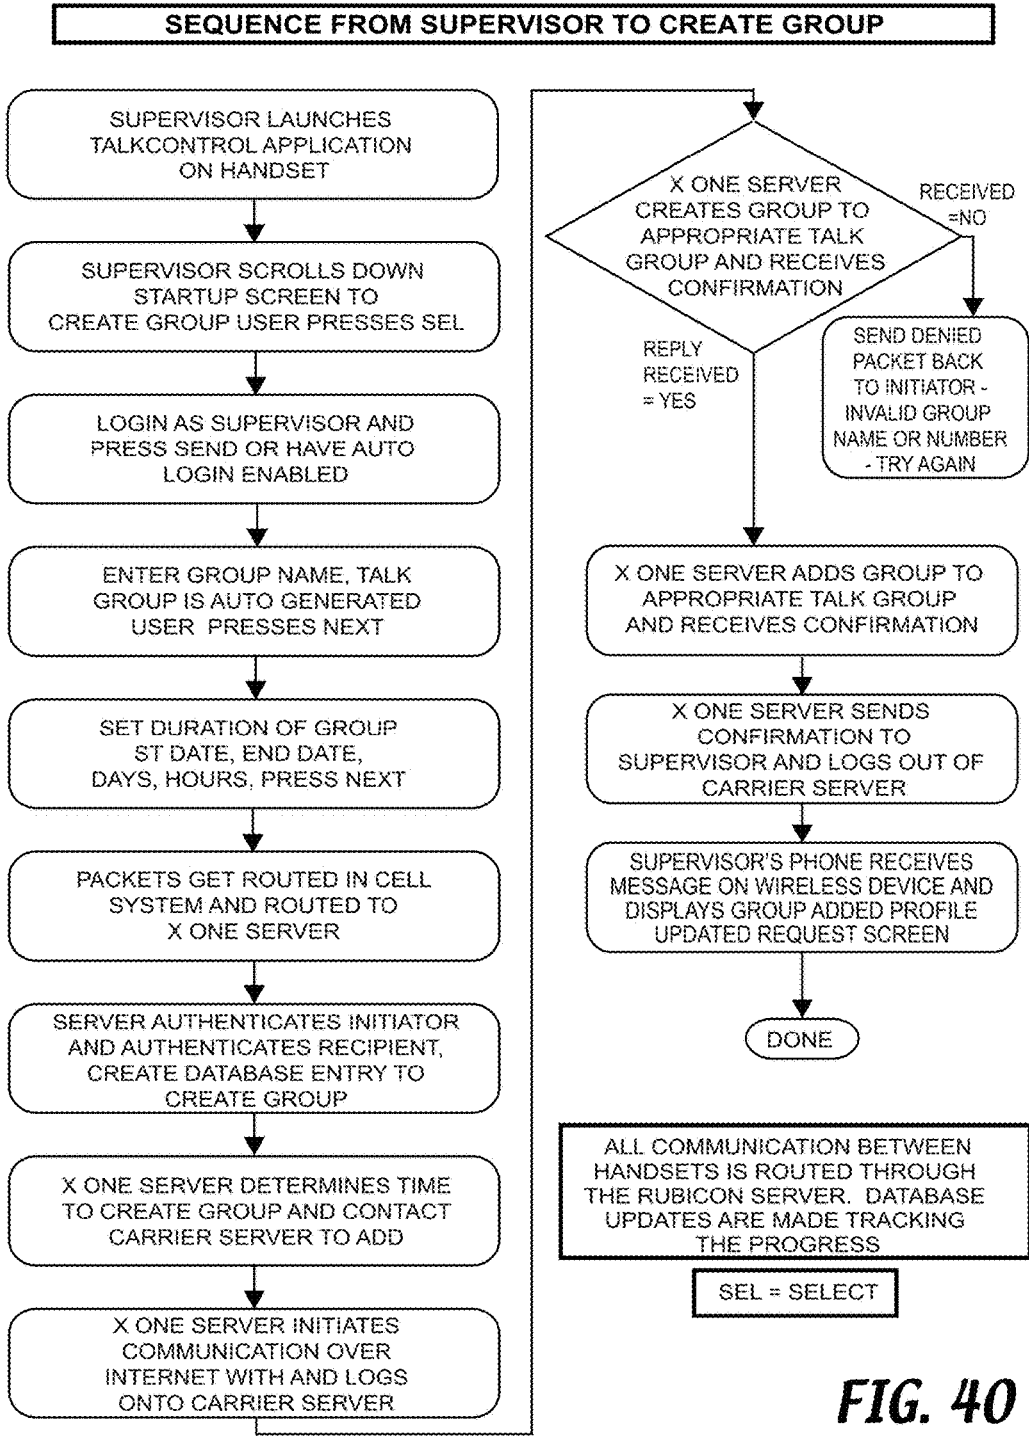 SEQUENCE FROM SUPERVISOR TO CREATE GROUP
SUPERVISOR LAUNCHES
TALKCONTROL APPLICATION
ON HANDSET
SUPERVISOR SCROLLS DOWN
STARTUP SCREEN TO
CREATE GROUP USER PRESSES SEL
LOGIN AS SUPERVISOR AND
PRESS SEND OR HAVE AUTO
LOGIN ENABLED
ENTER GROUP NAME, TALK
GROUP IS AUTO GENERATED
USER PRESSES NEXT
SET DURATION OF GROUP
ST DATE, END DATE,
DAYS, HOURS, PRESS NEXT
PACKETS GET ROUTED IN CELL
SYSTEM AND ROUTED TO
X ONE SERVER
SERVER AUTHENTICATES INITIATOR
AND AUTHENTICATES RECIPIENT,
CREATE DATABASE ENTRY TO
CREATE GROUP
X ONE SERVER DETERMINES TIME
TO CREATE GROUP AND CONTACT
CARRIER SERVER TO ADD
X ONE SERVER INITIATES
COMMUNICATION OVER
INTERNET WITH AND LOGS
ONTO CARRIER SERVER
X ONE SERVER
CREATES GROUP TO
APPROPRIATE TALK
GROUP AND RECEIVES
CONFIRMATION
RECEIVED
=NO
SEND DENIED
PACKET BACK
TO INITIATOR -
INVALID GROUP
NAME OR NUMBER
- TRY AGAIN
REPLY
RECEIVED
= YES
X ONE SERVER ADDS GROUP TO
APPROPRIATE TALK GROUP
AND RECEIVES CONFIRMATION
X ONE SERVER SENDS
CONFIRMATION TO
SUPERVISOR AND LOGS OUT OF
CARRIER SERVER
SUPERVISOR'S PHONE RECEIVES
MESSAGE ON WIRELESS DEVICE AND
DISPLAYS GROUP ADDED PROFILE
UPDATED REQUEST SCREEN
DONE
ALL COMMUNICATION BETWEEN
HANDSETS IS ROUTED THROUGH
THE RUBICON SERVER. DATABASE
UPDATES ARE MADE TRACKING
THE PROGRESS
SEL = SELECT
FIG. 40